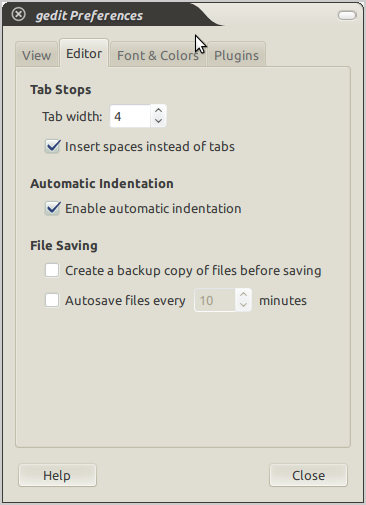 gedit Preferences
View Editor Font & Colors Plugins
Tab Stops
Tab width: 4
Insert spaces instead of tabs
Automatic Indentation
Enable automatic indentation
File Saving
Create a backup copy of files before saving
Autosave files every 10 minutes
Help Close